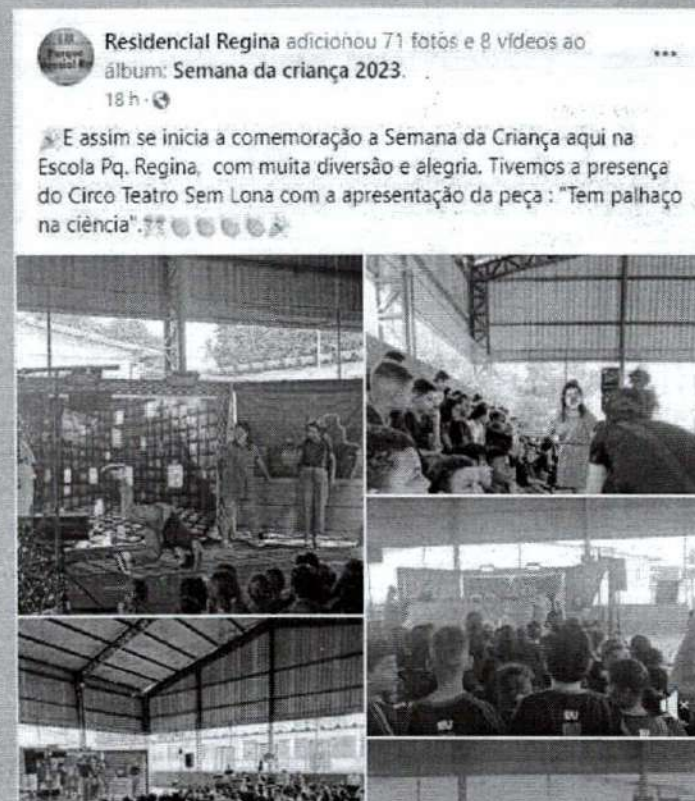 Residencial Regina adicionou 71 fotos e 8 vídeos ao
álbum: Semana da criança 2023.
18 h ·
E assim se inicia a comemoração a Semana da Criança aqui na
Escola Pq. Regina, com muita diversão e alegria. Tivemos a presença
do Circo Teatro Sem Lona com a apresentação da peça : "Tem palhaço
na ciência".